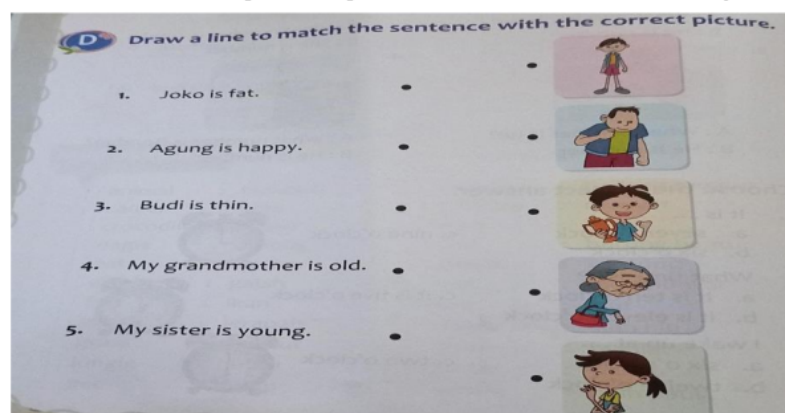 D Draw a line to match the sentence with the correct picture.
1. Joko is fat.
2. Agung is happy.
3. Budi is thin.
4. My grandmother is old.
5. My sister is young.